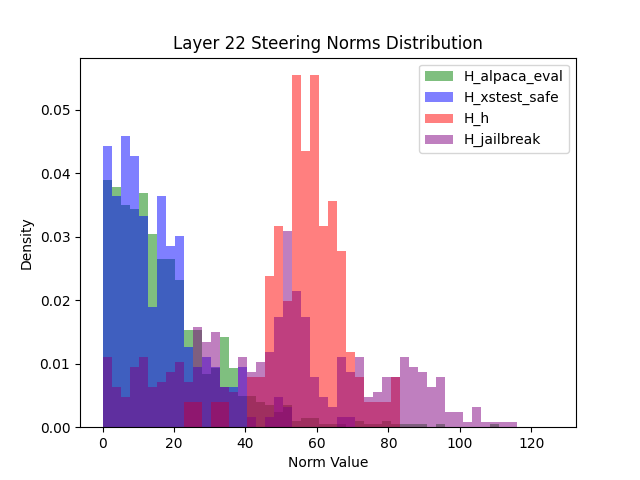 Layer 22 Steering Norms Distribution
H_alpaca_eval
H_xstest_safe
H_h
H_jailbreak
Density
0.05
0.04
0.03
0.02
0.01
0.00
0 20 40 60 80 100 120
Norm Value